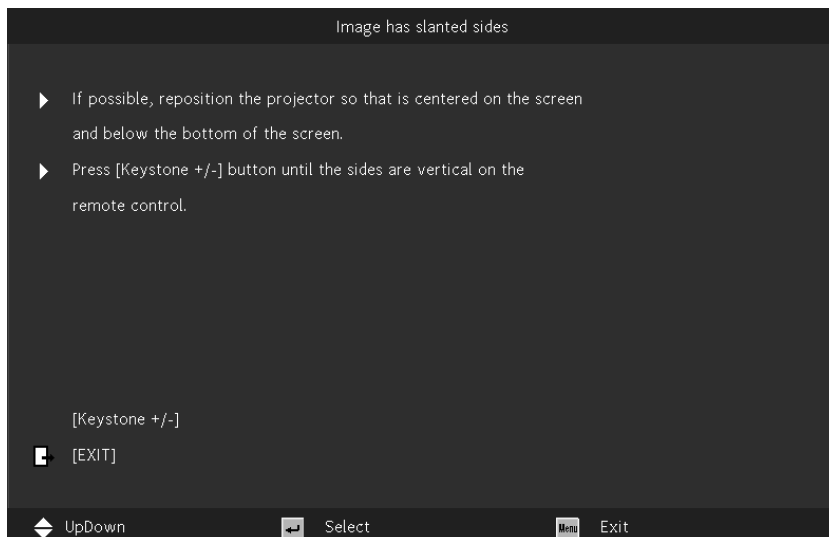 Image has slanted sides
If possible, reposition the projector so that is centered on the screen
and below the bottom of the screen.
Press [Keystone +/-] button until the sides are vertical on the
remote control.
[Keystone +/-]
[EXIT]
UpDown Select Menu Exit